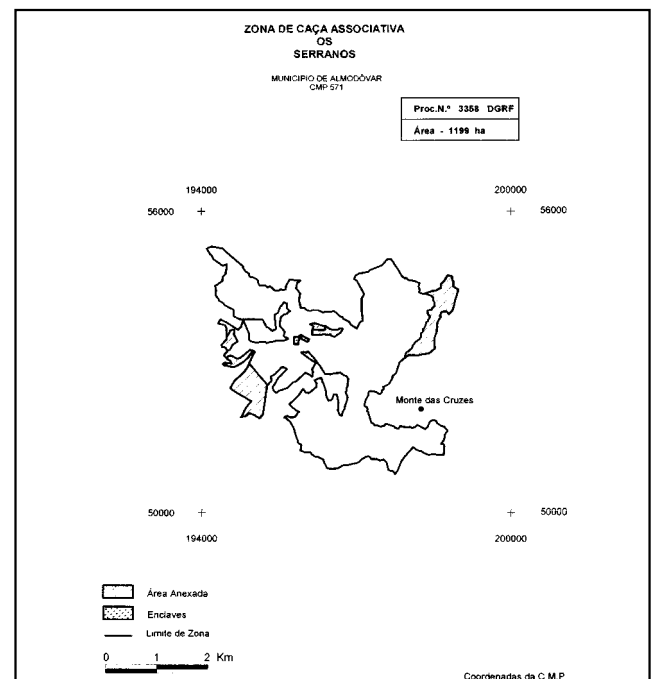 ZONA DE CAÇA ASSOCIATIVA
OS
SERRANOS
MUNICIPIO DE ALMODÔVAR
CMP 571
Proc.N.º 3358 DGRF
Área - 1199 ha
194000 200000
56000 56000
Monte das Cruzes
50000 50000
194000 200000
Área Anexada
Enclaves
Limite de Zona
0 1 2 Km
Coordenadas da C.M.P